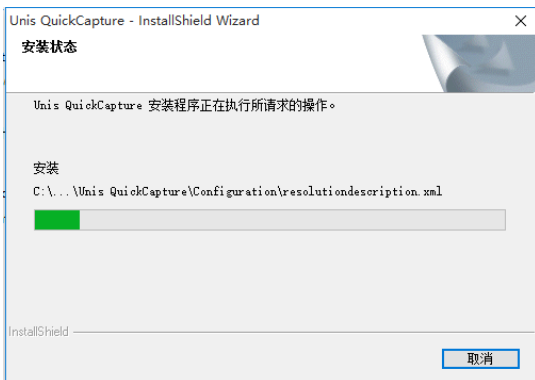 Unis QuickCapture - InstallShield Wizard
安装状态
Unis QuickCapture 安装程序正在执行所请求的操作。
安装
C:\...\Unis QuickCapture\Configuration\resolutiondescription.xml
InstallShield
取消